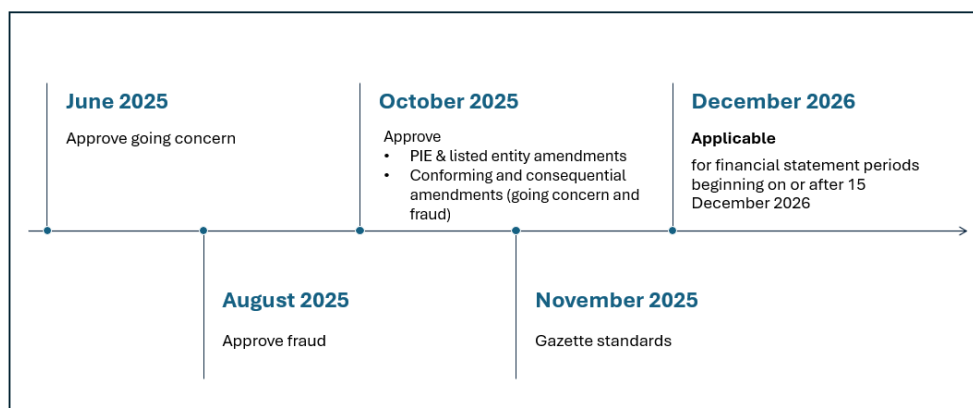 June 2025
Approve going concern
October 2025
Approve
• PIE & listed entity amendments
• Conforming and consequential
amendments (going concern and
fraud)
December 2026
Applicable
for financial statement periods
beginning on or after 15
December 2026
August 2025
Approve fraud
November 2025
Gazette standards